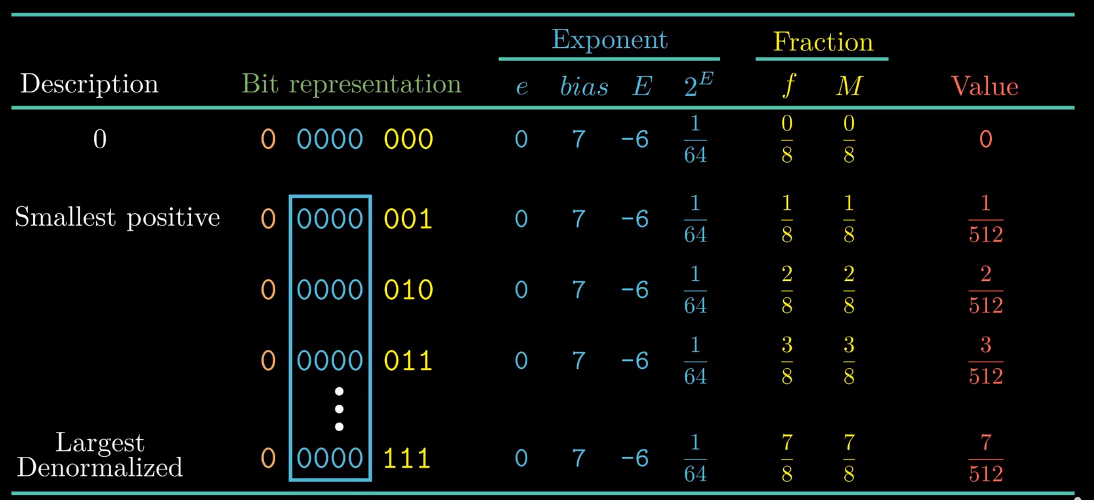 Exponent Fraction
Description Bit representation e bias E 2^E f M Value
0 0 0000 000 0 7 -6 1/64 0/8 0/8 0
Smallest positive 0 0000 001 0 7 -6 1/64 1/8 1/8 1/512
0 0000 010 0 7 -6 1/64 2/8 2/8 2/512
0 0000 011 0 7 -6 1/64 3/8 3/8 3/512
Largest
Denormalized 0 0000 111 0 7 -6 1/64 7/8 7/8 7/512